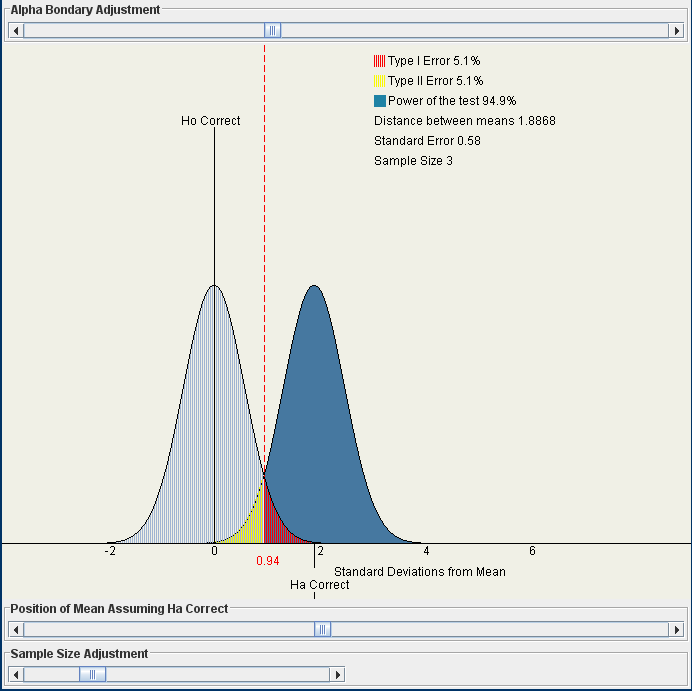 Alpha Bondary Adjustment
Type I Error 5.1%
Type II Error 5.1%
Power of the test 94.9%
Distance between means 1.8868
Standard Error 0.58
Sample Size 3
Ho Correct
-2 0 2 4 6
0.94
Standard Deviations from Mean
Ha Correct
Position of Mean Assuming Ha Correct
Sample Size Adjustment